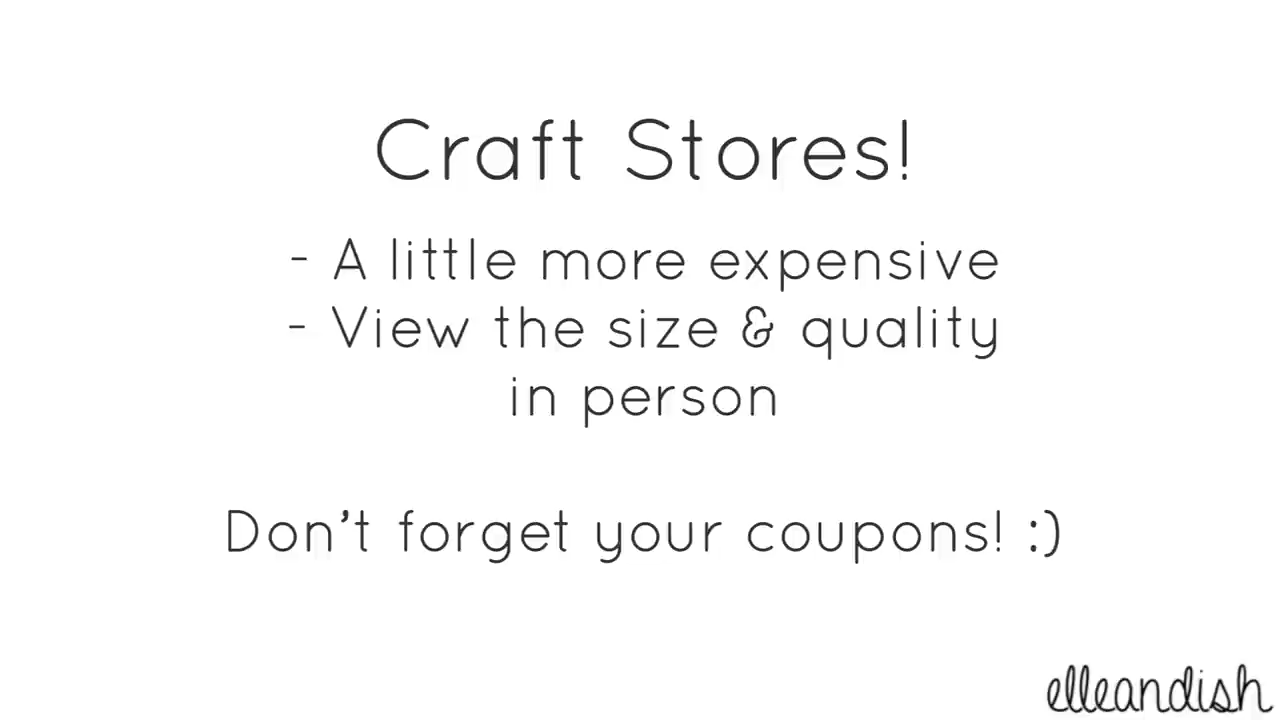 Craft Stores!
- A little more expensive
- View the size & quality
in person
Don't forget your coupons! :)
elleandish